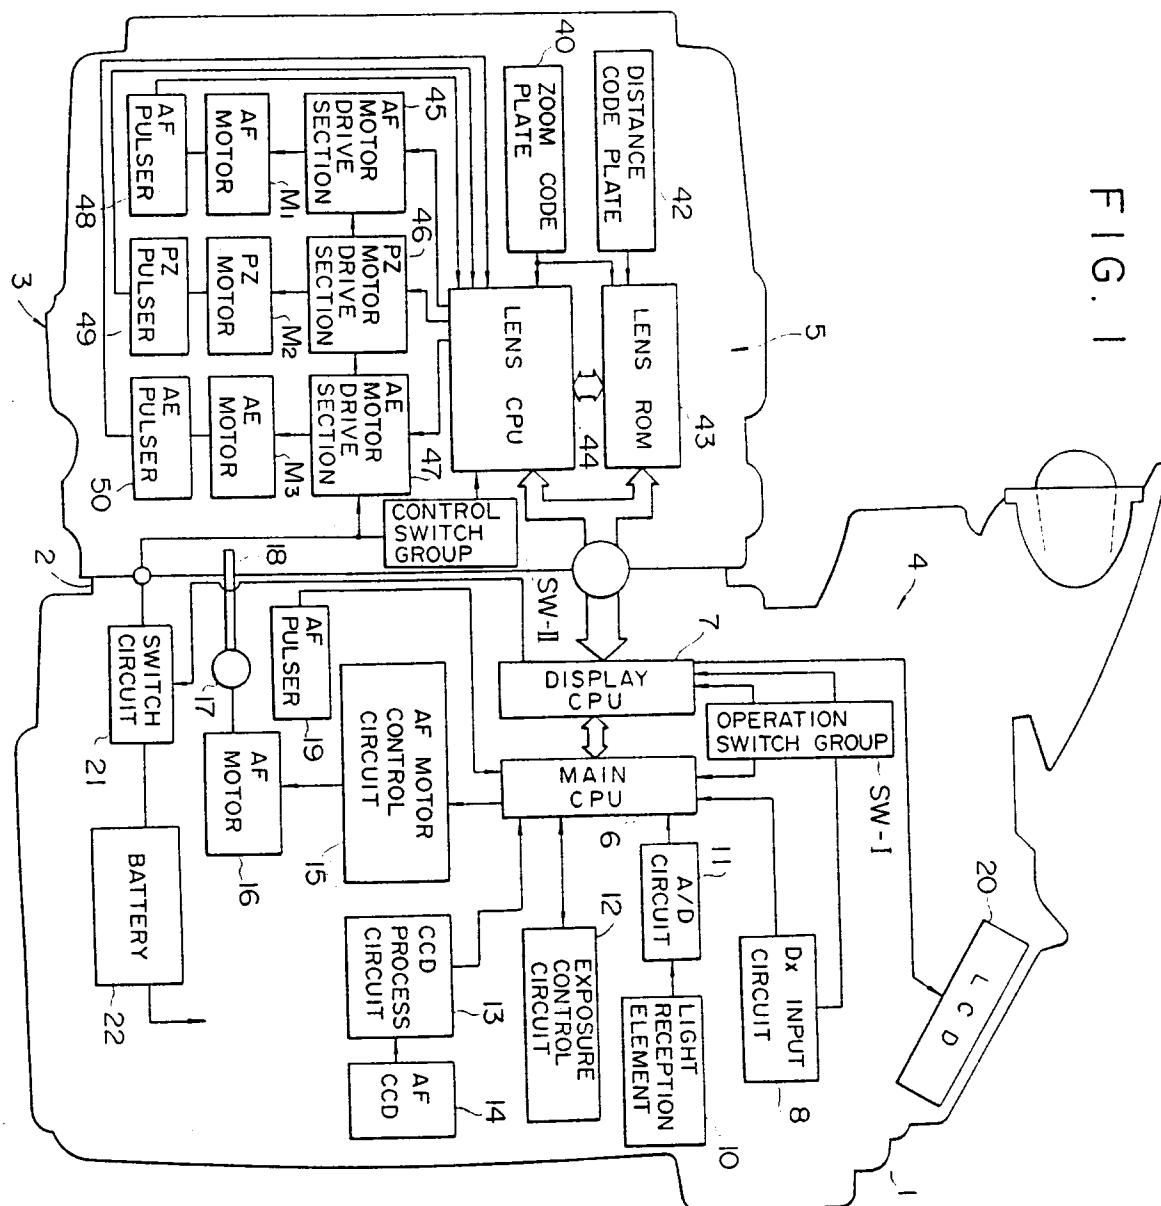 FIG. 1
1
20
LCD
4
5
DISTANCE
CODE PLATE
42
40
ZOOM CODE
PLATE
LENS ROM
43
LENS CPU
44
45
AF
MOTOR
DRIVE
SECTION
AF
MOTOR
M1
AF
PULSER
48
46
PZ
MOTOR
DRIVE
SECTION
PZ
MOTOR
M2
PZ
PULSER
49
AE
MOTOR
DRIVE
SECTION
47
AE
MOTOR
M3
AE
PULSER
50
CONTROL
SWITCH
GROUP
SW-II
3
2
18
17
7
DISPLAY
CPU
OPERATION
SWITCH GROUP
SW-I
MAIN
CPU
6
11
A/D
CIRCUIT
LIGHT
RECEPTION
ELEMENT
10
DX INPUT
CIRCUIT
8
12
EXPOSURE
CONTROL
CIRCUIT
CCD
PROCESS
CIRCUIT
13
AF
CCD
14
AF MOTOR
CONTROL
CIRCUIT
15
AF
PULSER
19
AF
MOTOR
16
SWITCH
CIRCUIT
21
BATTERY
22